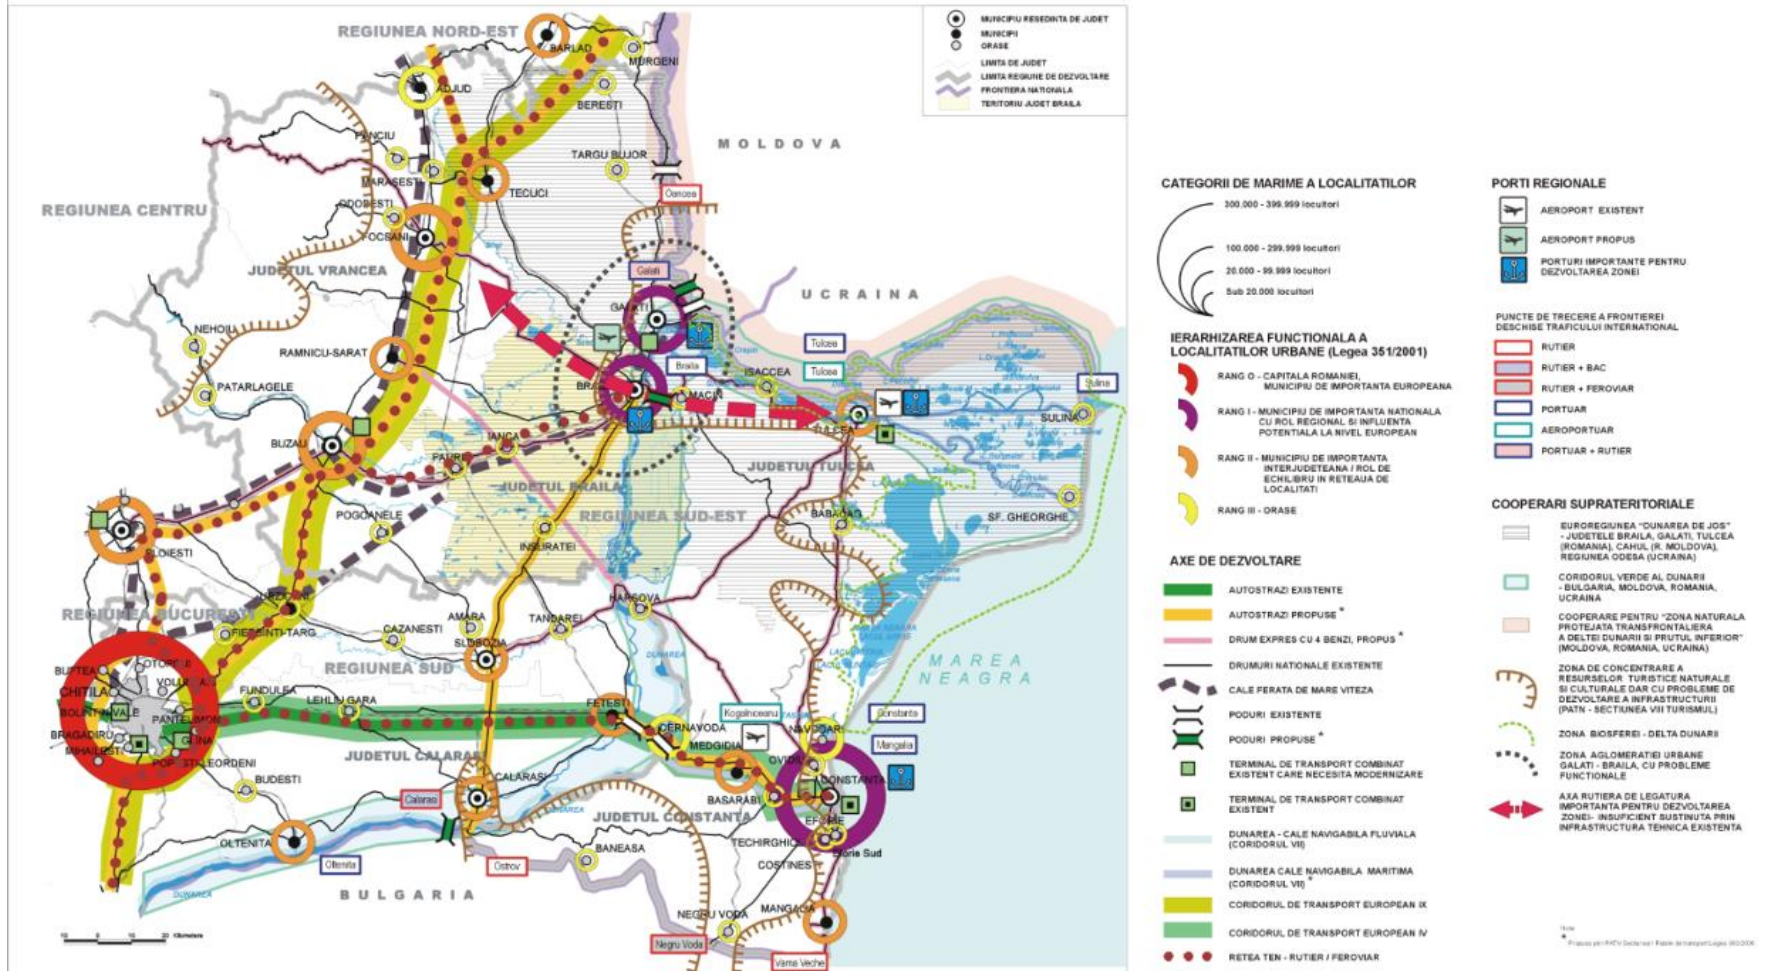 REGIUNEA NORD-EST
BARLAD
MURGENI
ADJUD
BERESTI
MOLDOVA
TARGU BUJOR
MARASESTI
TECUCI
Oancea
REGIUNEA CENTRU
ODOBESTI
FOCSANI
JUDETUL VRANCEA
Galati
UCRAINA
GALATI
NEHOIU
RAMNICU-SARAT
Tulcea
Braila
ISACCEA
Tulcea
Sulina
PATARLAGELE
MACIN
SULINA
TULCEA
BUZAU
IANCA
JUDETUL TULCEA
JUDETUL BRAILA
POGOANELE
REGIUNEA SUD-EST
BABADAG
SF. GHEORGHE
INSURATEI
REGIUNEA BUCURESTI
HARSOVA
AMARA
TANDAREI
CAZANESTI
FIERBINTI-TARG
SLOBOZIA
DUNAREA
REGIUNEA SUD
MAREA
NEAGRA
BUFTEA
CHITILA
FUNDULEA
LEHLIU GARA
FETESTI
Kogalniceanu
Constanta
BRAGADIRU
CERNAVODA
NAVODARI
MEDGIDIA
Mangalia
MIHAILESTI
JUDETUL CALARASI
BUDESTI
CALARASI
CONSTANTA
Calarasi
BASARABI
JUDETUL CONSTANTA
EFORIE
OLTENITA
TECHIRGHIOL
Eforie Sud
Oltenita
Ostrov
BANEASA
COSTINESTI
DUNAREA
BULGARIA
NEGRU VODA
MANGALIA
Negru Voda
Vama Veche
10 0 10 20 Kilometers
MUNICIPIU RESEDINTA DE JUDET
MUNICIPII
ORASE
LIMITA DE JUDET
LIMITA REGIUNE DE DEZVOLTARE
FRONTIERA NATIONALA
TERITORIU JUDET BRAILA
CATEGORII DE MARIME A LOCALITATILOR
300.000 - 399.999 locuitori
100.000 - 299.999 locuitori
20.000 - 99.999 locuitori
Sub 20.000 locuitori
IERARHIZAREA FUNCTIONALA A
LOCALITATILOR URBANE (Legea 351/2001)
RANG O - CAPITALA ROMANIEI,
MUNICIPIU DE IMPORTANTA EUROPEANA
RANG I - MUNICIPIU DE IMPORTANTA NATIONALA
CU ROL REGIONAL SI INFLUENTA
POTENTIALA LA NIVEL EUROPEAN
RANG II - MUNICIPIU DE IMPORTANTA
INTERJUDETEANA / ROL DE
ECHILIBRU IN RETEAUA DE
LOCALITATI
RANG III - ORASE
AXE DE DEZVOLTARE
AUTOSTRAZI EXISTENTE
AUTOSTRAZI PROPUSE *
DRUM EXPRES CU 4 BENZI, PROPUS *
DRUMURI NATIONALE EXISTENTE
CALE FERATA DE MARE VITEZA
PODURI EXISTENTE
PODURI PROPUSE *
TERMINAL DE TRANSPORT COMBINAT
EXISTENT CARE NECESITA MODERNIZARE
TERMINAL DE TRANSPORT COMBINAT
EXISTENT
DUNAREA - CALE NAVIGABILA FLUVIALA
(CORIDORUL VII)
DUNAREA CALE NAVIGABILA MARITIMA
(CORIDORUL VII) *
CORIDORUL DE TRANSPORT EUROPEAN IX
CORIDORUL DE TRANSPORT EUROPEAN IV
RETEA TEN - RUTIER / FEROVIAR
PORTI REGIONALE
AEROPORT EXISTENT
AEROPORT PROPUS
PORTURI IMPORTANTE PENTRU
DEZVOLTAREA ZONEI
PUNCTE DE TRECERE A FRONTIEREI
DESCHISE TRAFICULUI INTERNATIONAL
RUTIER
RUTIER + BAC
RUTIER + FEROVIAR
PORTUAR
AEROPORTUAR
PORTUAR + RUTIER
COOPERARI SUPRATERITORIALE
EUROREGIUNEA "DUNAREA DE JOS"
- JUDETELE BRAILA, GALATI, TULCEA
(ROMANIA), CAHUL (R. MOLDOVA),
REGIUNEA ODESA (UCRAINA)
CORIDORUL VERDE AL DUNARII
- BULGARIA, MOLDOVA, ROMANIA,
UCRAINA
COOPERARE PENTRU "ZONA NATURALA
PROTEJATA TRANSFRONTALIERA
A DELTEI DUNARII SI PRUTUL INFERIOR"
(MOLDOVA, ROMANIA, UCRAINA)
ZONA DE CONCENTRARE A
RESURSELOR TURISTICE NATURALE
SI CULTURALE DAR CU PROBLEME DE
DEZVOLTARE A INFRASTRUCTURII
(PATN - SECTIUNEA VIII TURISMUL)
ZONA BIOSFEREI - DELTA DUNARII
ZONA AGLOMERATIEI URBANE
GALATI - BRAILA, CU PROBLEME
FUNCTIONALE
AXA RUTIERA DE LEGATURA
IMPORTANTA PENTRU DEZVOLTAREA
ZONEI- INSUFICIENT SUSTINUTA PRIN
INFRASTRUCTURA TEHNICA EXISTENTA